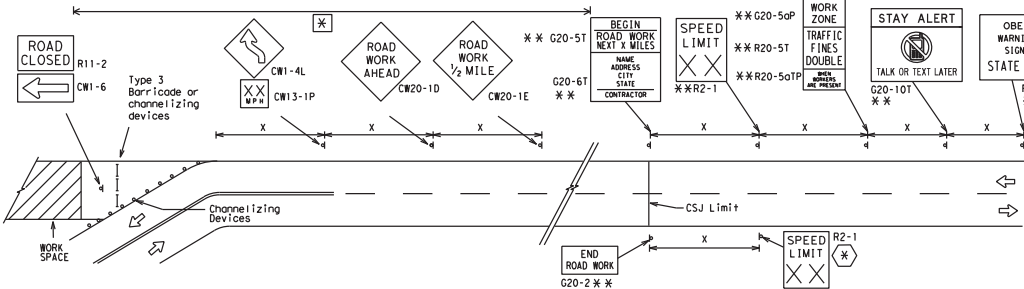 ROAD
CLOSED
R11-2
CW1-6
Type 3
Barricade or
channelizing
devices
CW1-4L
XX
MPH
CW13-1P
*
ROAD
WORK
AHEAD
CW20-1D
ROAD
WORK
1/2 MILE
CW20-1E
** G20-5T
BEGIN
ROAD WORK
NEXT X MILES
NAME
ADDRESS
CITY
STATE
CONTRACTOR
G20-6T
**
SPEED
LIMIT
XX
**R2-1
**G20-5aP
WORK
ZONE
**R20-5T
TRAFFIC
FINES
DOUBLE
**R20-5aTP
WHEN
WORKERS
ARE PRESENT
STAY ALERT
TALK OR TEXT LATER
G20-10T
**
OBE
WARNI
SIGN
STATE
R
X
X
X
X
X
X
Channelizing
Devices
WORK
SPACE
CSJ Limit
END
ROAD WORK
G20-2 **
X
SPEED
LIMIT
XX
R2-1
*